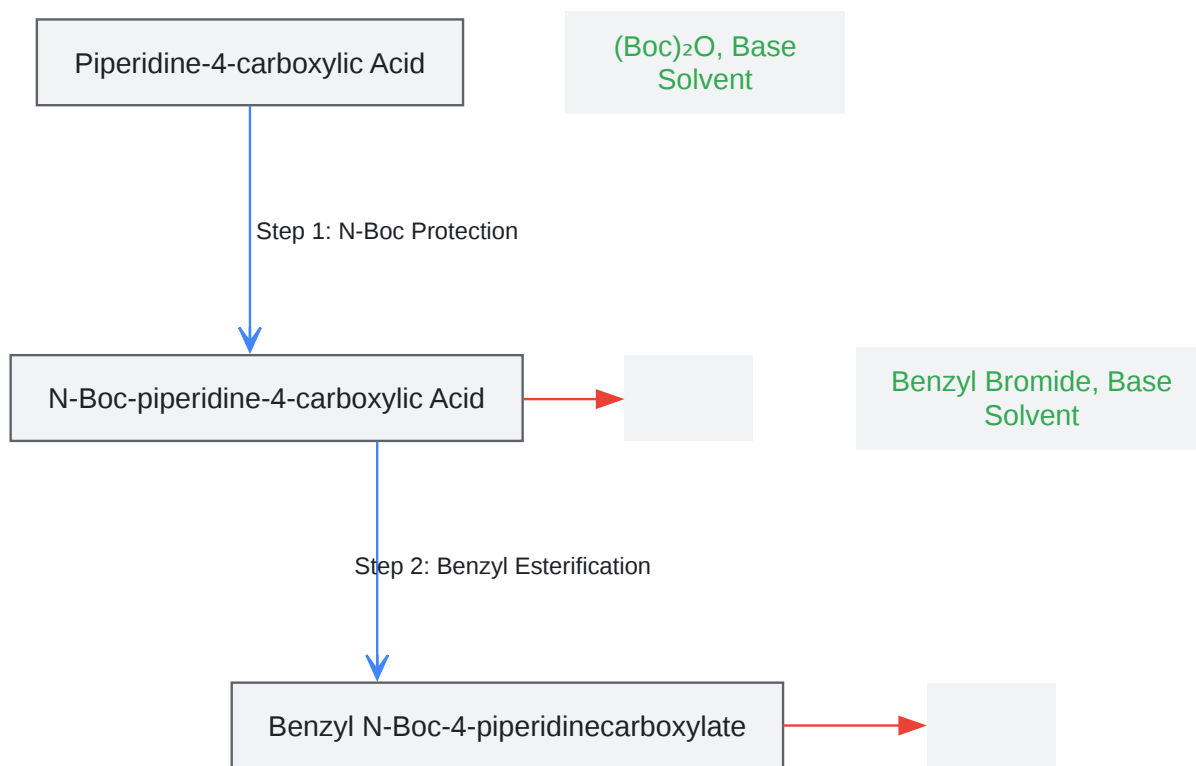 Piperidine-4-carboxylic Acid
(Boc)₂O, Base
Solvent
Step 1: N-Boc Protection
N-Boc-piperidine-4-carboxylic Acid
Benzyl Bromide, Base
Solvent
Step 2: Benzyl Esterification
Benzyl N-Boc-4-piperidinecarboxylate